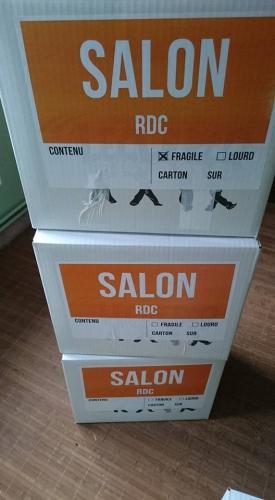 SALON
RDC
CONTENU
☒ FRAGILE ☐ LOURD
CARTON SUR
SALON
RDC
CONTENU
☐ FRAGILE ☐ LOURD
CARTON SUR
SALON
RDC
CONTENU
☐ FRAGILE ☐ LOURD
CARTON SUR